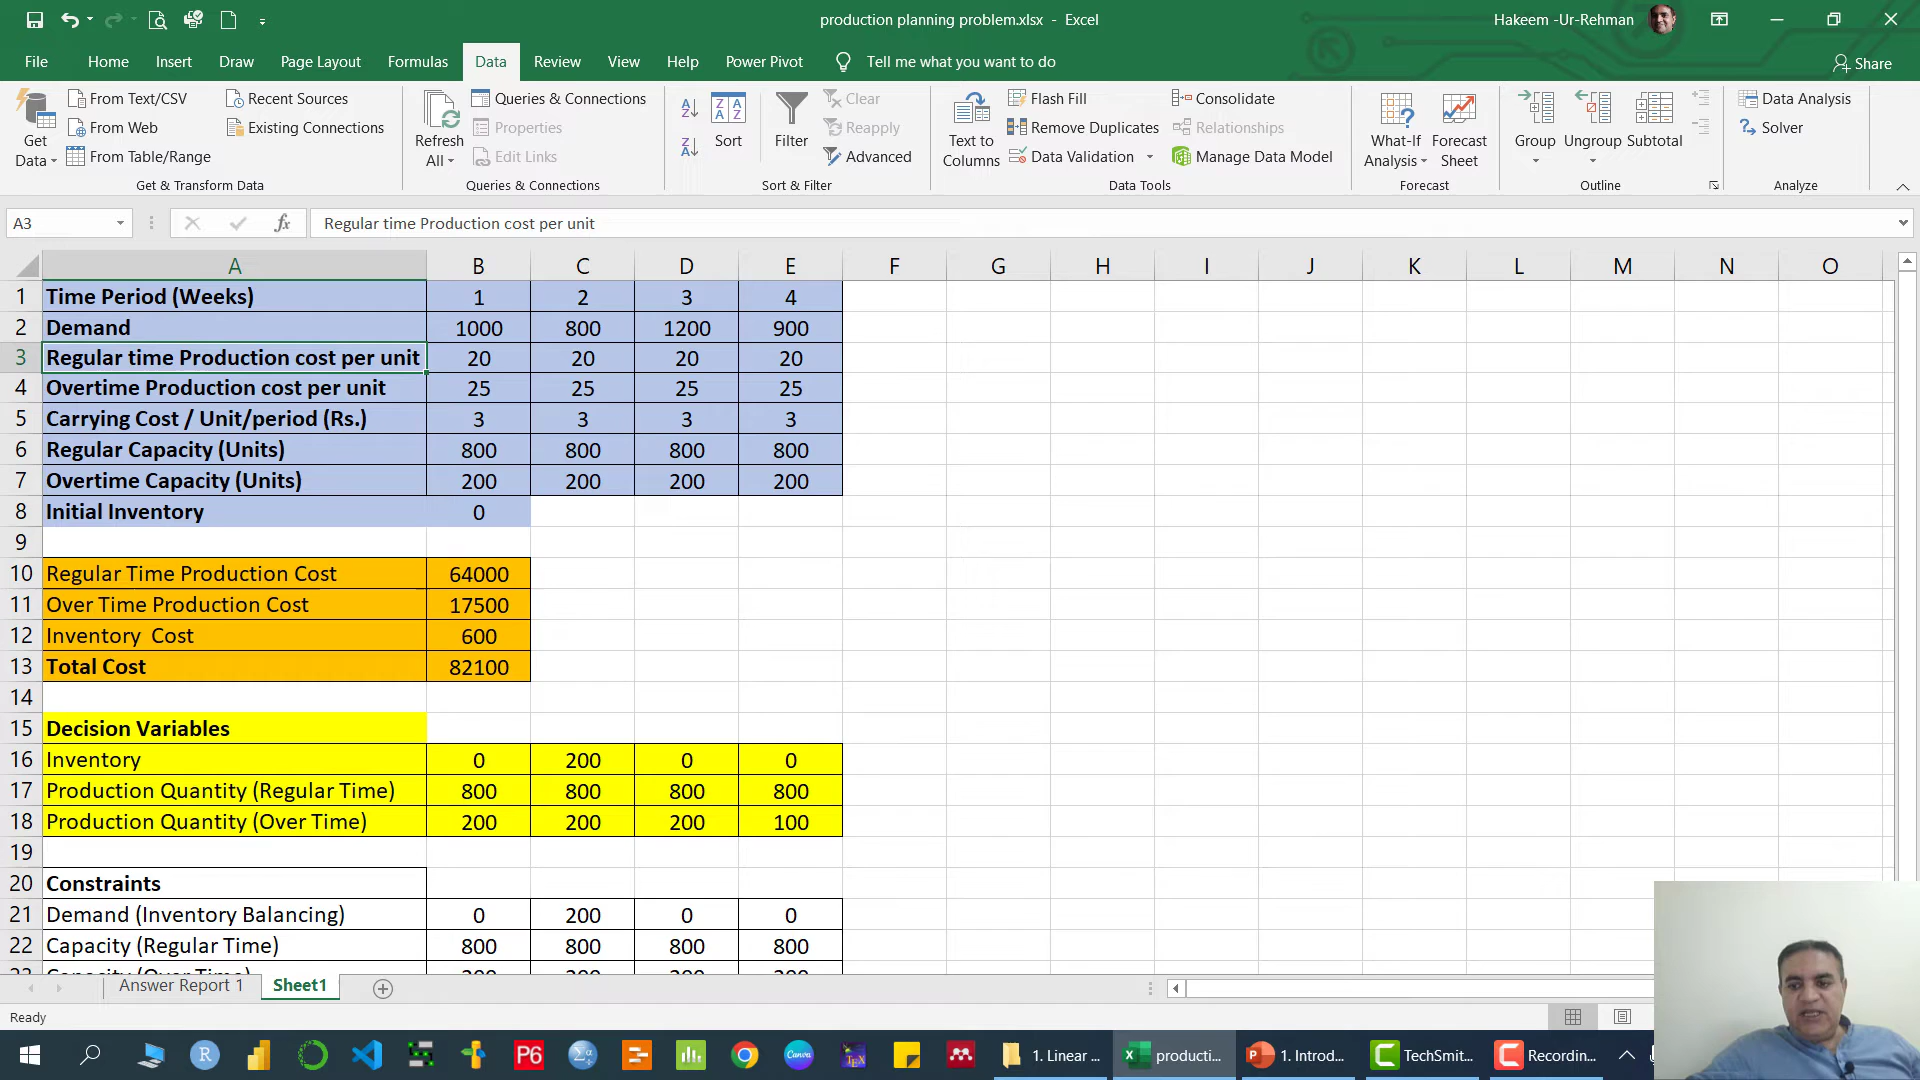 production planning problem.xlsx - Excel
Hakeem -Ur-Rehman
File Home Insert Draw Page Layout Formulas Data Review View Help Power Pivot Tell me what you want to do
Share
Get Data
From Text/CSV
From Web
From Table/Range
Recent Sources
Existing Connections
Get & Transform Data
Refresh All
Queries & Connections
Properties
Edit Links
Queries & Connections
Sort
Filter
Clear
Reapply
Advanced
Sort & Filter
Text to Columns
Flash Fill
Remove Duplicates
Data Validation
Consolidate
Relationships
Manage Data Model
Data Tools
What-If Analysis
Forecast Sheet
Forecast
Group
Ungroup
Subtotal
Outline
Data Analysis
Solver
Analyze
A3 fx Regular time Production cost per unit
A B C D E F G H I J K L M N O
1 Time Period (Weeks) 1 2 3 4
2 Demand 1000 800 1200 900
3 Regular time Production cost per unit 20 20 20 20
4 Overtime Production cost per unit 25 25 25 25
5 Carrying Cost / Unit/period (Rs.) 3 3 3 3
6 Regular Capacity (Units) 800 800 800 800
7 Overtime Capacity (Units) 200 200 200 200
8 Initial Inventory 0
9
10 Regular Time Production Cost 64000
11 Over Time Production Cost 17500
12 Inventory Cost 600
13 Total Cost 82100
14
15 Decision Variables
16 Inventory 0 200 0 0
17 Production Quantity (Regular Time) 800 800 800 800
18 Production Quantity (Over Time) 200 200 200 100
19
20 Constraints
21 Demand (Inventory Balancing) 0 200 0 0
22 Capacity (Regular Time) 800 800 800 800
23 Capacity (Over Time) 200 200 200 200
Answer Report 1 Sheet1
Ready
1. Linear ... producti... 1. Introd... TechSmit... Recordin...